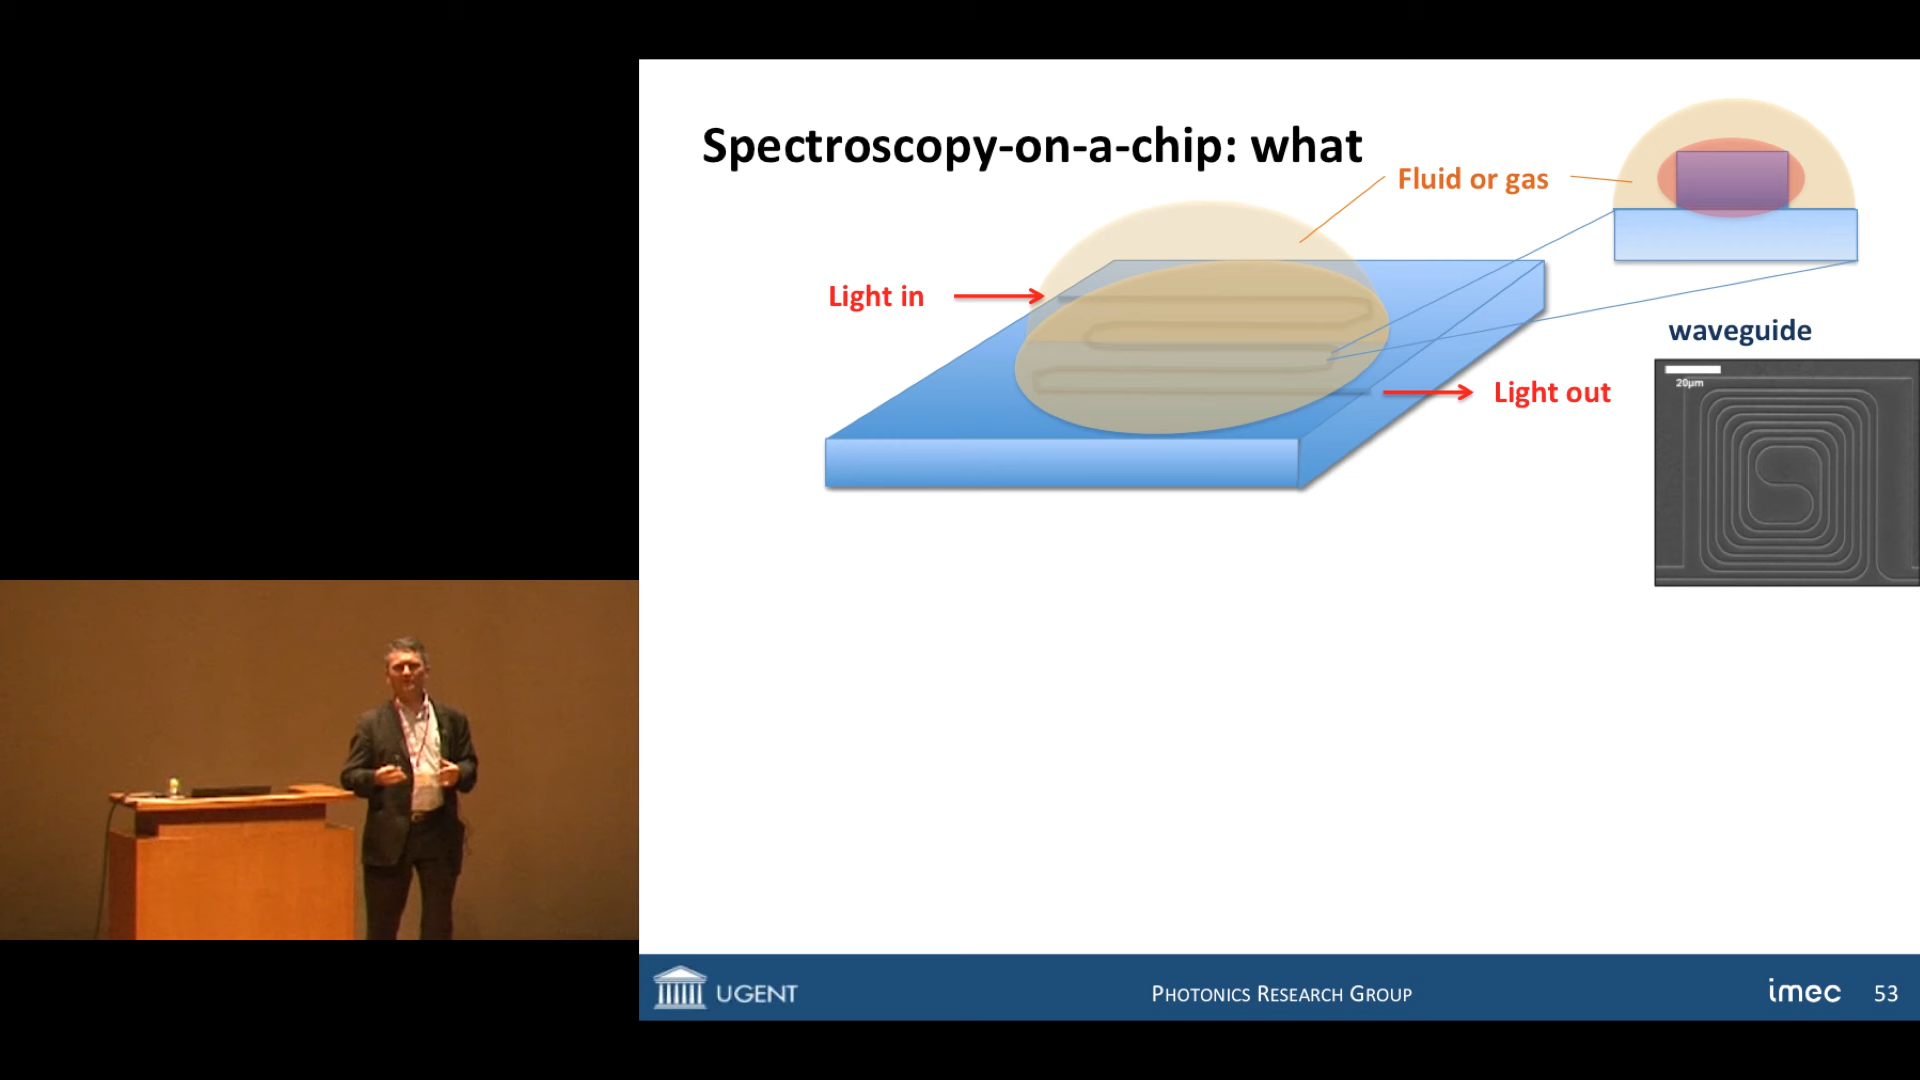 Spectroscopy-on-a-chip: what
Fluid or gas
Light in
waveguide
20μm
Light out
UGENT
PHOTONICS RESEARCH GROUP
imec
53